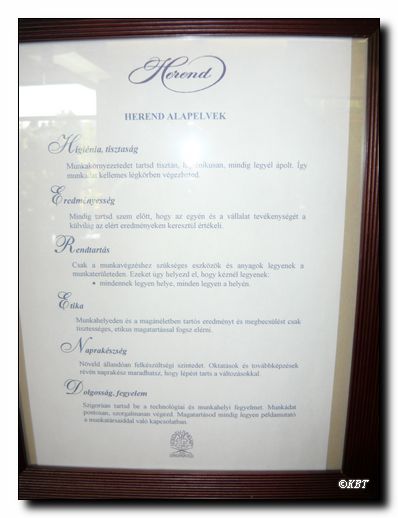 Herend
HEREND ALAPELVEK
Higiénia, tisztaság
Munkakörnyezetedet tartsd tisztán, higiénikusan, mindig legyél ápolt. Így
munkádat kellemes légkörben végezheted.
Eredményesség
Mindig tartsd szem előtt, hogy az egyén és a vállalat tevékenységét a
külvilág az elért eredményeken keresztül értékeli.
Rendtartás
Csak a munkavégzéshez szükséges eszközök és anyagok legyenek a
munkaterületeden. Ezeket úgy helyezd el, hogy kéznél legyenek:
• mindennek legyen helye, minden legyen a helyén.
Etika
Munkahelyeden és a magánéletben tartós eredményt és megbecsülést csak
tisztességes, etikus magatartással fogsz elérni.
Naprakészség
Növeld állandóan felkészültségi szintedet. Oktatások és továbbképzések
révén naprakész maradhatsz, hogy lépést tarts a változásokkal.
Dolgosság, fegyelem
Szigorúan tartsd be a technológiai és munkahelyi fegyelmet. Munkádat
pontosan, szorgalmasan végezd. Magatartásod mindig legyen példamutató
a munkatársaiddal való kapcsolatban.
©KBT